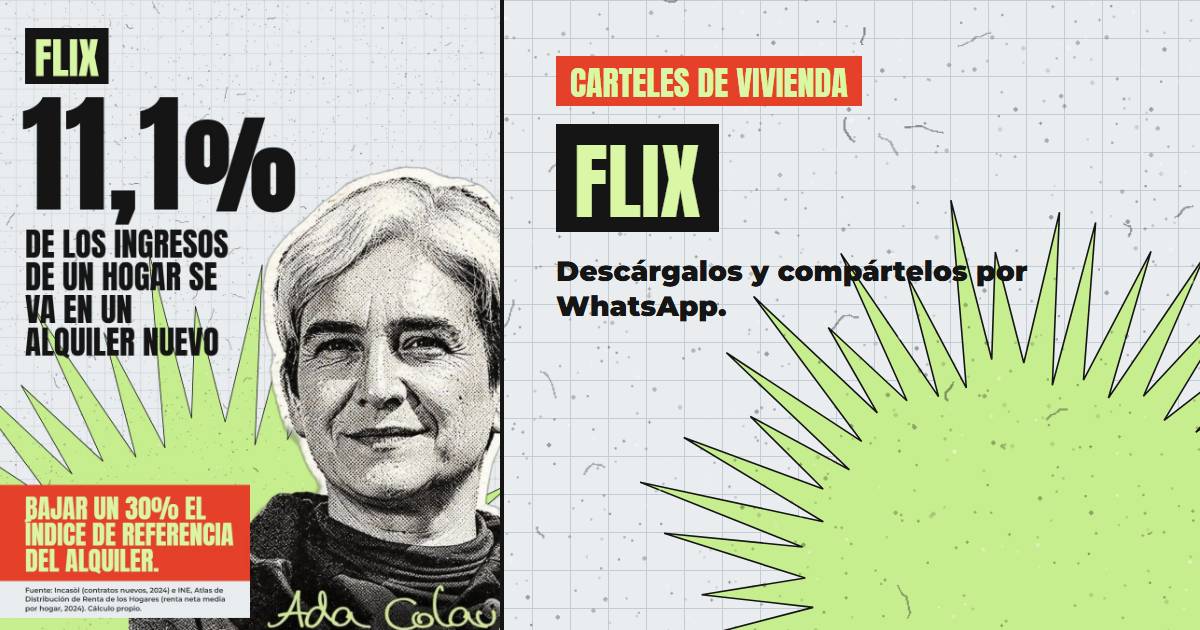 FLIX
11,1%
DE LOS INGRESOS
DE UN HOGAR SE
VA EN UN
ALQUILER NUEVO
BAJAR UN 30% EL
ÍNDICE DE REFERENCIA
DEL ALQUILER.
Fuente: Incasòl (contratos nuevos, 2024) e INE, Atlas de
Distribución de Renta de los Hogares (renta neta media
por hogar, 2024). Cálculo propio.
Ada Colau
CARTELES DE VIVIENDA
FLIX
Descárgalos y compártelos por
WhatsApp.